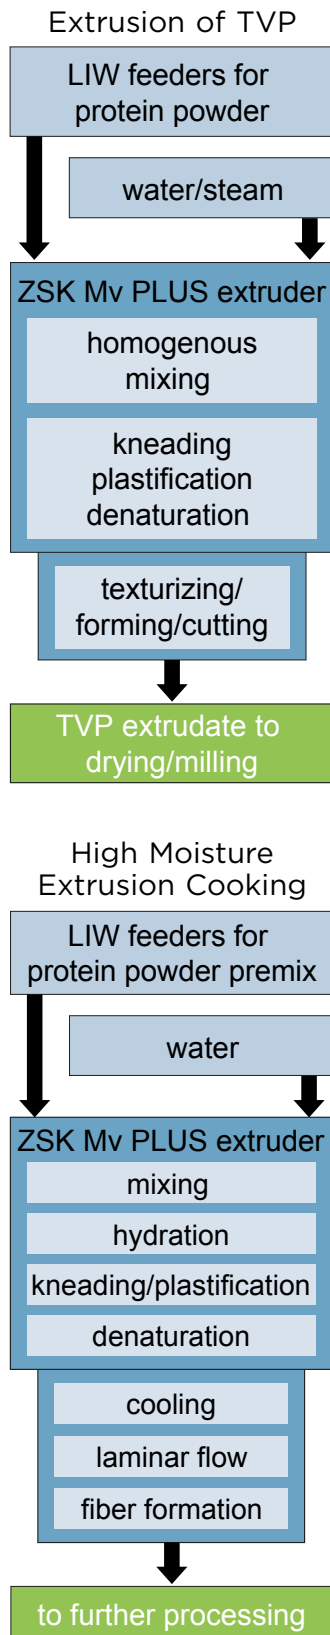 Extrusion of TVP
LIW feeders for
protein powder
water/steam
ZSK Mv PLUS extruder
homogenous
mixing
kneading
plastification
denaturation
texturizing/
forming/cutting
TVP extrudate to
drying/milling
High Moisture
Extrusion Cooking
LIW feeders for
protein powder premix
water
ZSK Mv PLUS extruder
mixing
hydration
kneading/plastification
denaturation
cooling
laminar flow
fiber formation
to further processing